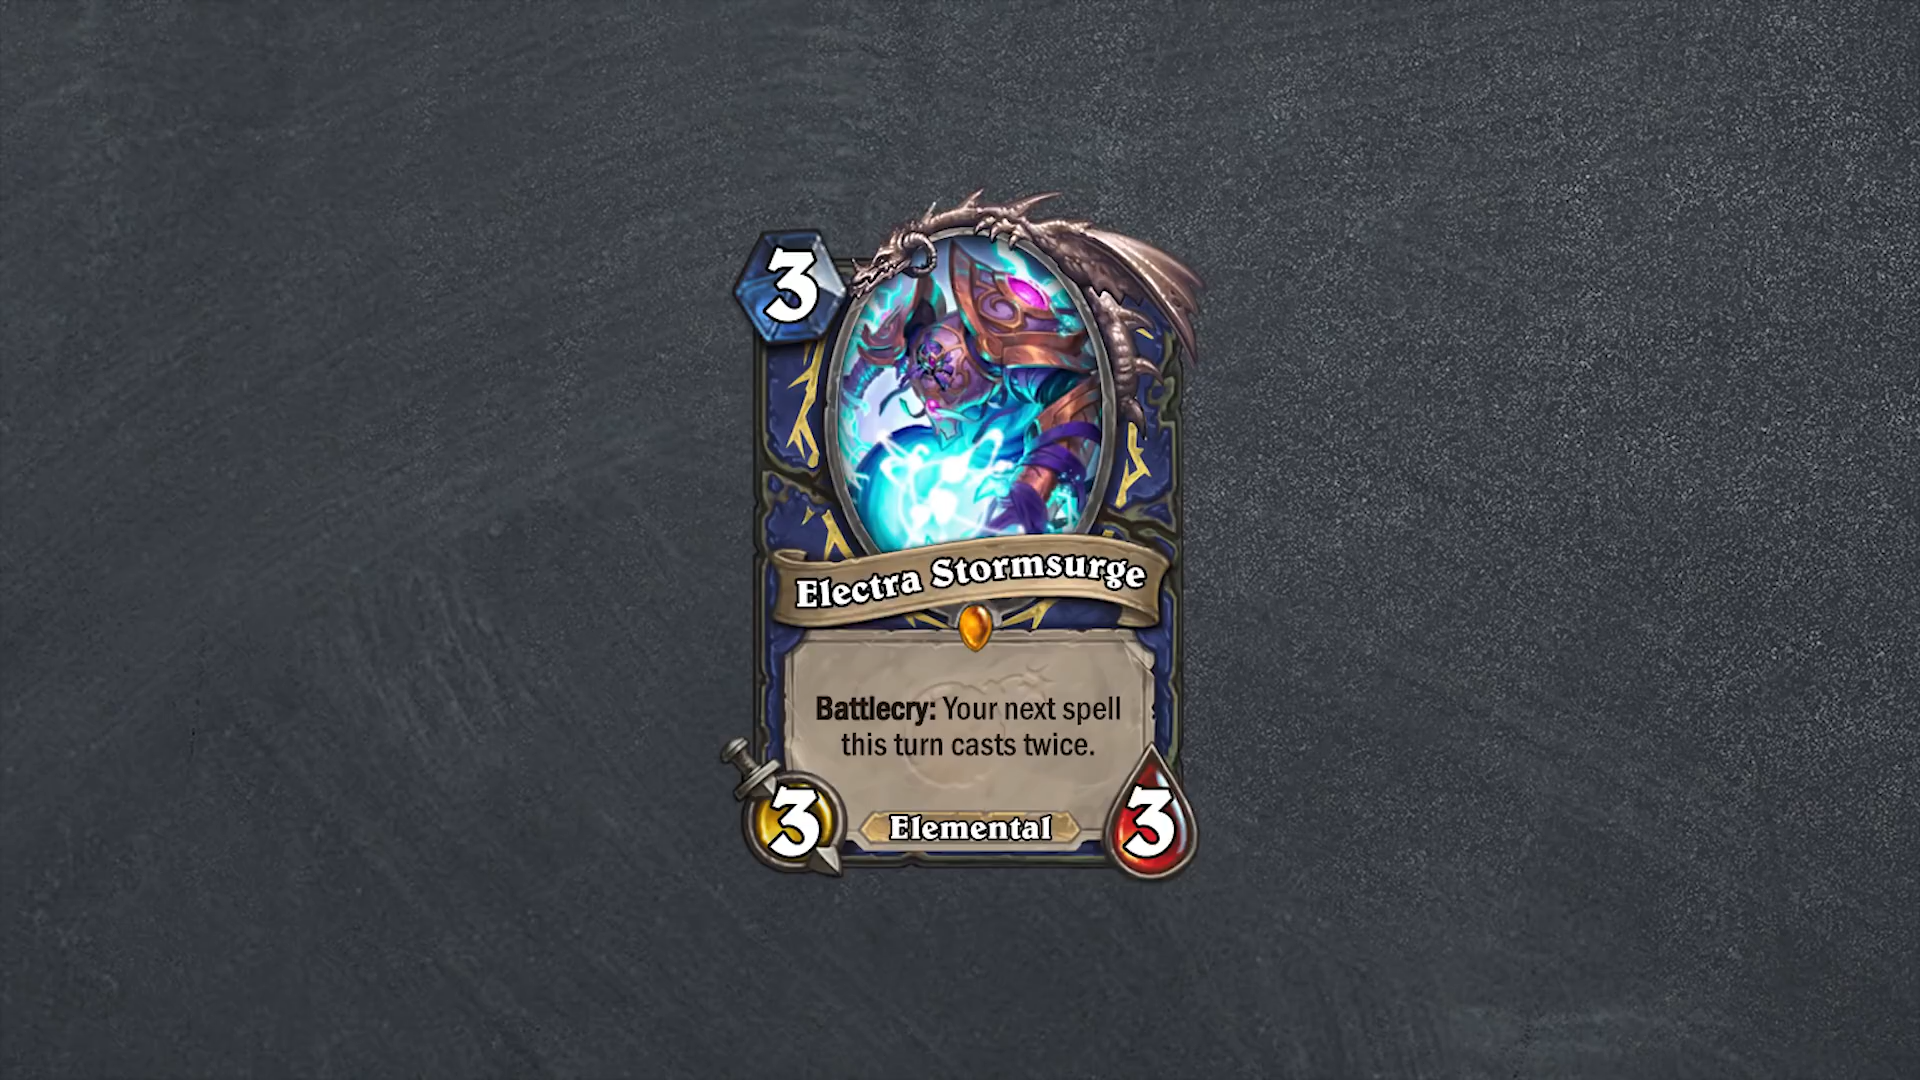 3
Electra Stormsurge
Battlecry: Your next spell
this turn casts twice.
3
Elemental
3